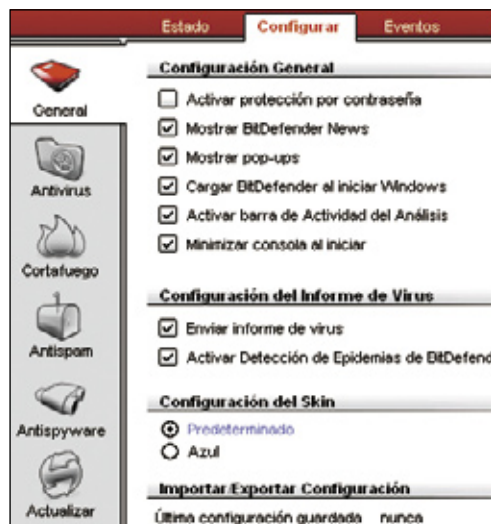 Estado Configurar Eventos
General
Antivirus
Cortafuego
Antispam
Antispyware
Actualizar
Configuración General
Activar protección por contraseña
Mostrar BitDefender News
Mostrar pop-ups
Cargar BitDefender al iniciar Windows
Activar barra de Actividad del Análisis
Minimizar consola al iniciar
Configuración del Informe de Virus
Enviar informe de virus
Activar Detección de Epidemias de BitDefend
Configuración del Skin
Predeterminado
Azul
Importar/Exportar Configuración
Última configuración guardada nunca